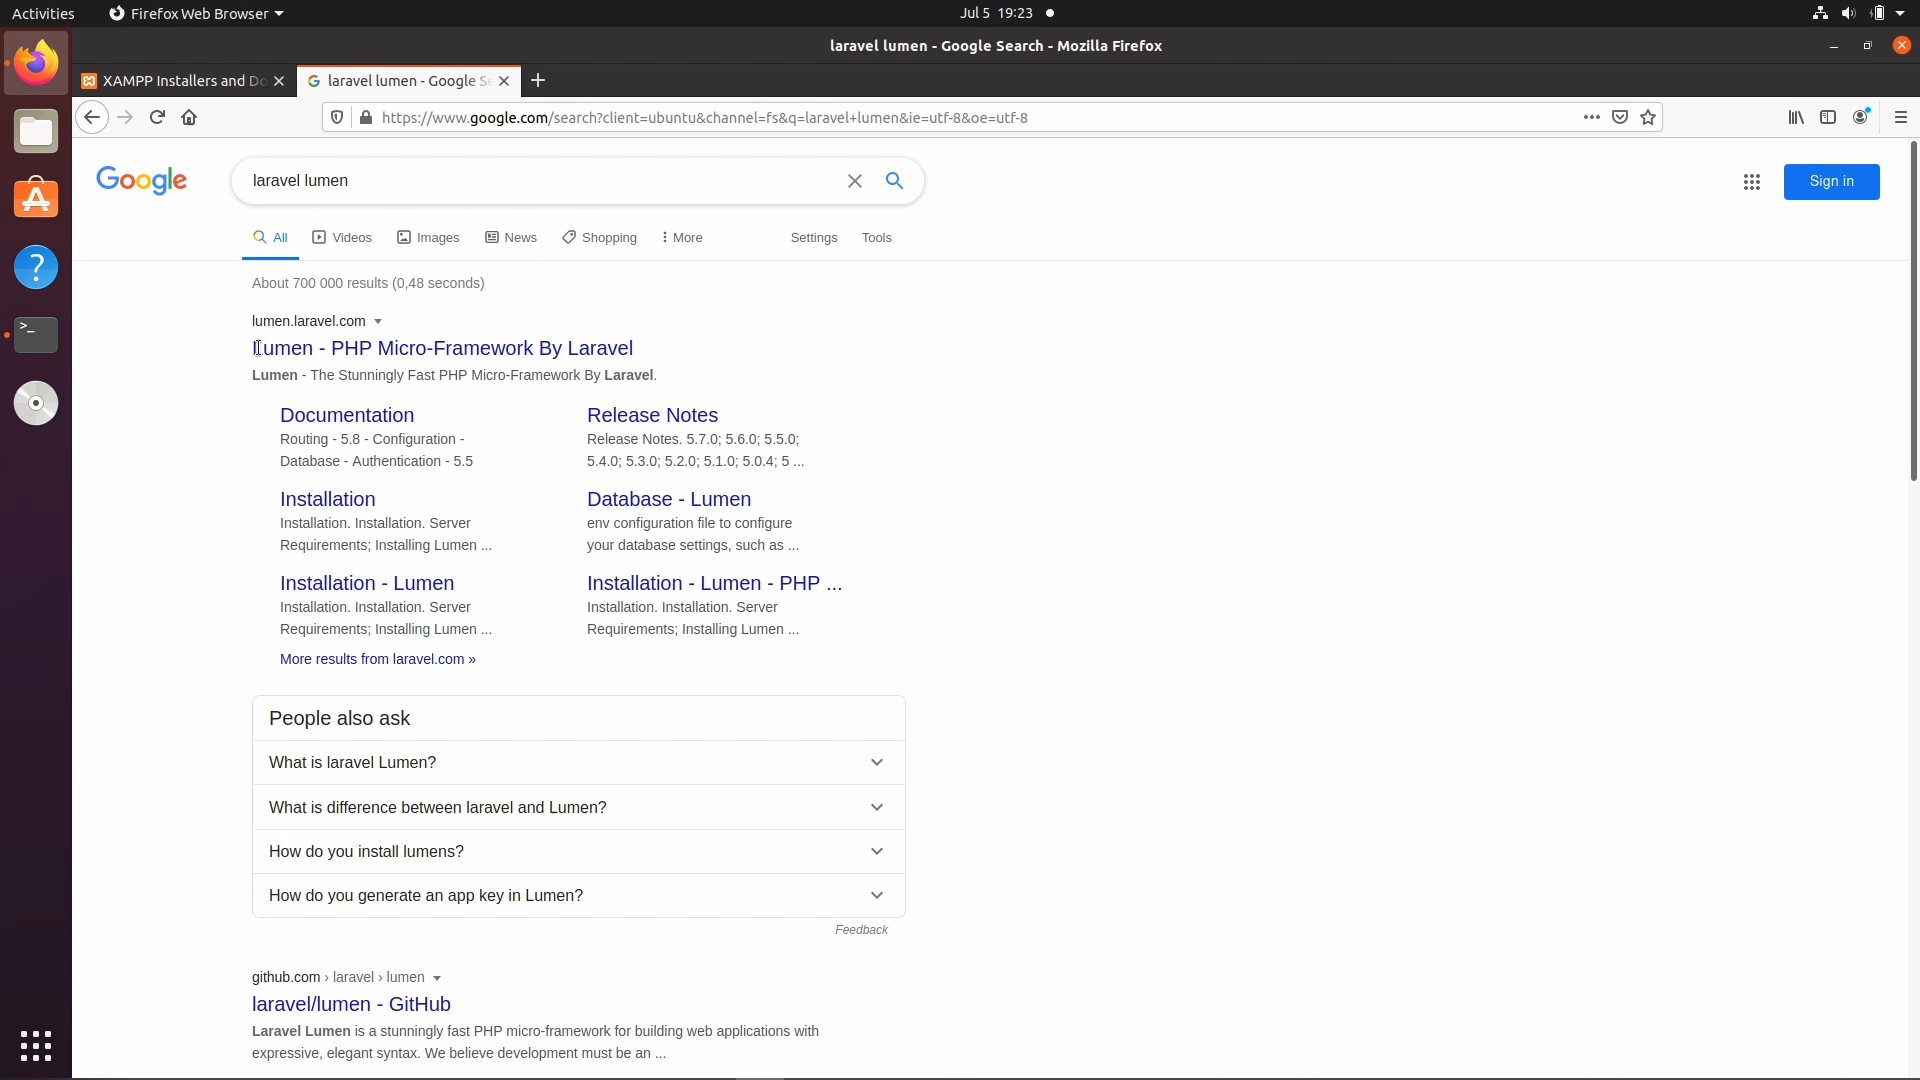 Activities Firefox Web Browser Jul 5 19:23
laravel lumen - Google Search - Mozilla Firefox
XAMPP Installers and Do laravel lumen - Google Se
https://www.google.com/search?client=ubuntu&channel=fs&q=laravel+lumen&ie=utf-8&oe=utf-8
Google laravel lumen Sign in
All Videos Images News Shopping More Settings Tools
About 700 000 results (0,48 seconds)
lumen.laravel.com
Lumen - PHP Micro-Framework By Laravel
Lumen - The Stunningly Fast PHP Micro-Framework By Laravel.
Documentation
Routing - 5.8 - Configuration -
Database - Authentication - 5.5
Release Notes
Release Notes. 5.7.0; 5.6.0; 5.5.0;
5.4.0; 5.3.0; 5.2.0; 5.1.0; 5.0.4; 5 ...
Installation
Installation. Installation. Server
Requirements; Installing Lumen ...
Database - Lumen
env configuration file to configure
your database settings, such as ...
Installation - Lumen
Installation. Installation. Server
Requirements; Installing Lumen ...
Installation - Lumen - PHP ...
Installation. Installation. Server
Requirements; Installing Lumen ...
More results from laravel.com »
People also ask
What is laravel Lumen?
What is difference between laravel and Lumen?
How do you install lumens?
How do you generate an app key in Lumen?
Feedback
github.com › laravel › lumen
laravel/lumen - GitHub
Laravel Lumen is a stunningly fast PHP micro-framework for building web applications with
expressive, elegant syntax. We believe development must be an ...